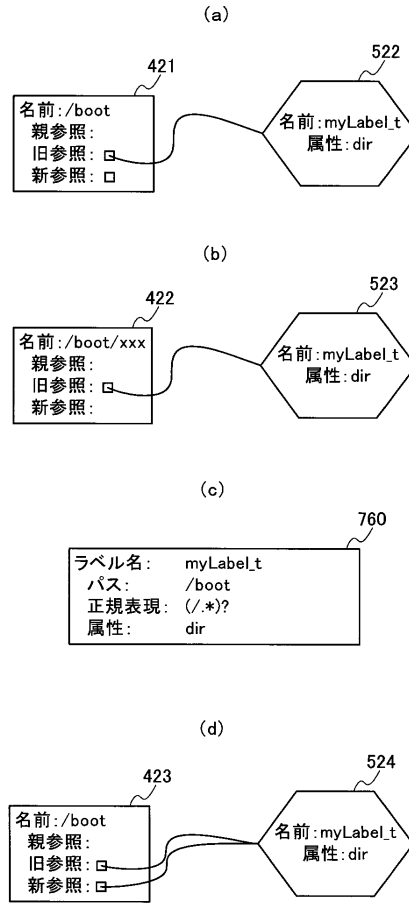 (a)
421
522
名前:/boot
親参照:
旧参照:
新参照:
名前:myLabel_t
属性:dir
(b)
422
523
名前:/boot/xxx
親参照:
旧参照:
新参照:
名前:myLabel_t
属性:dir
(c)
760
ラベル名: myLabel_t
パス: /boot
正規表現: (/.*)?
属性: dir
(d)
423
524
名前:/boot
親参照:
旧参照:
新参照:
名前:myLabel_t
属性:dir